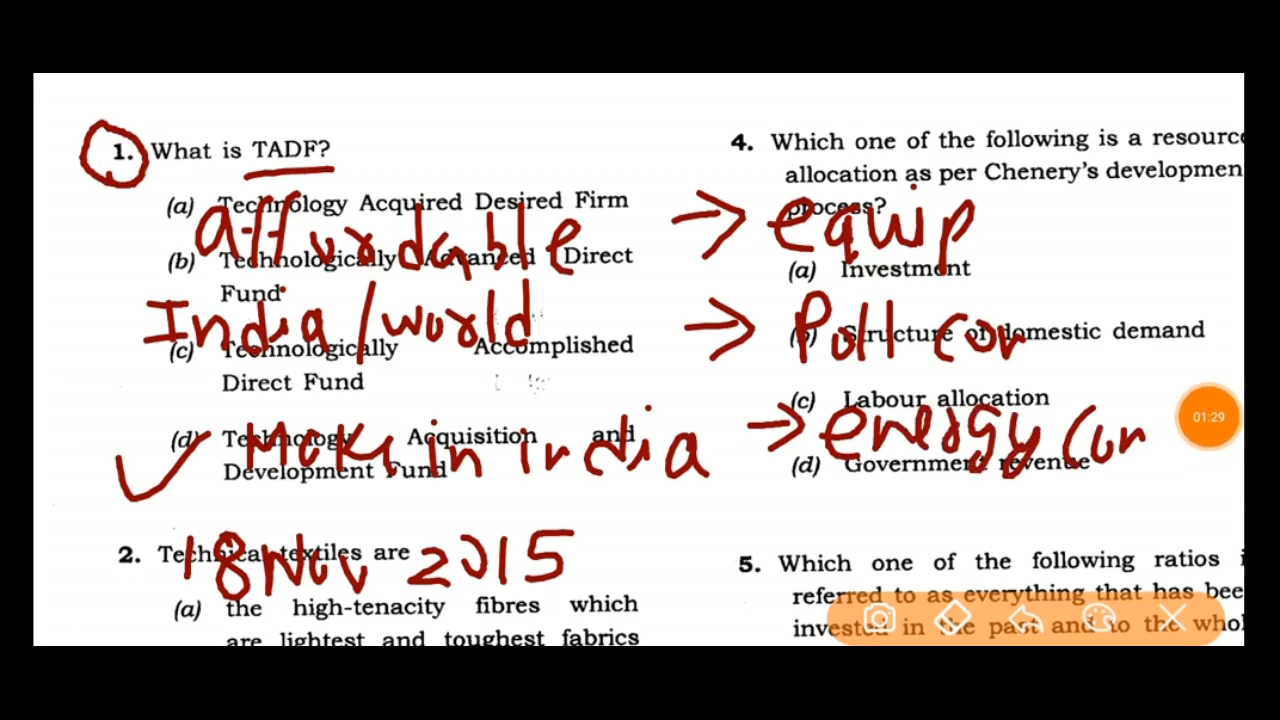 1. What is TADF?
(a) Technology Acquired Desired Firm
(b) Technologically Advanced Direct
Fund
(c) Technologically Accomplished
Direct Fund
(d) Technology Acquisition and
Development Fund
2. Technical textiles are
(a) the high-tenacity fibres which
are lightest and toughest fabrics
affordable
India/world
Make in india
18 Nov 2015
4. Which one of the following is a resourc
allocation as per Chenery's developmen
process?
(a) Investment
(b) Structure of domestic demand
(c) Labour allocation
(d) Government revenue
5. Which one of the following ratios i
referred to as everything that has bee
invested in the past and to the whol
→ equip
→ Poll con
→ energy con
01:29